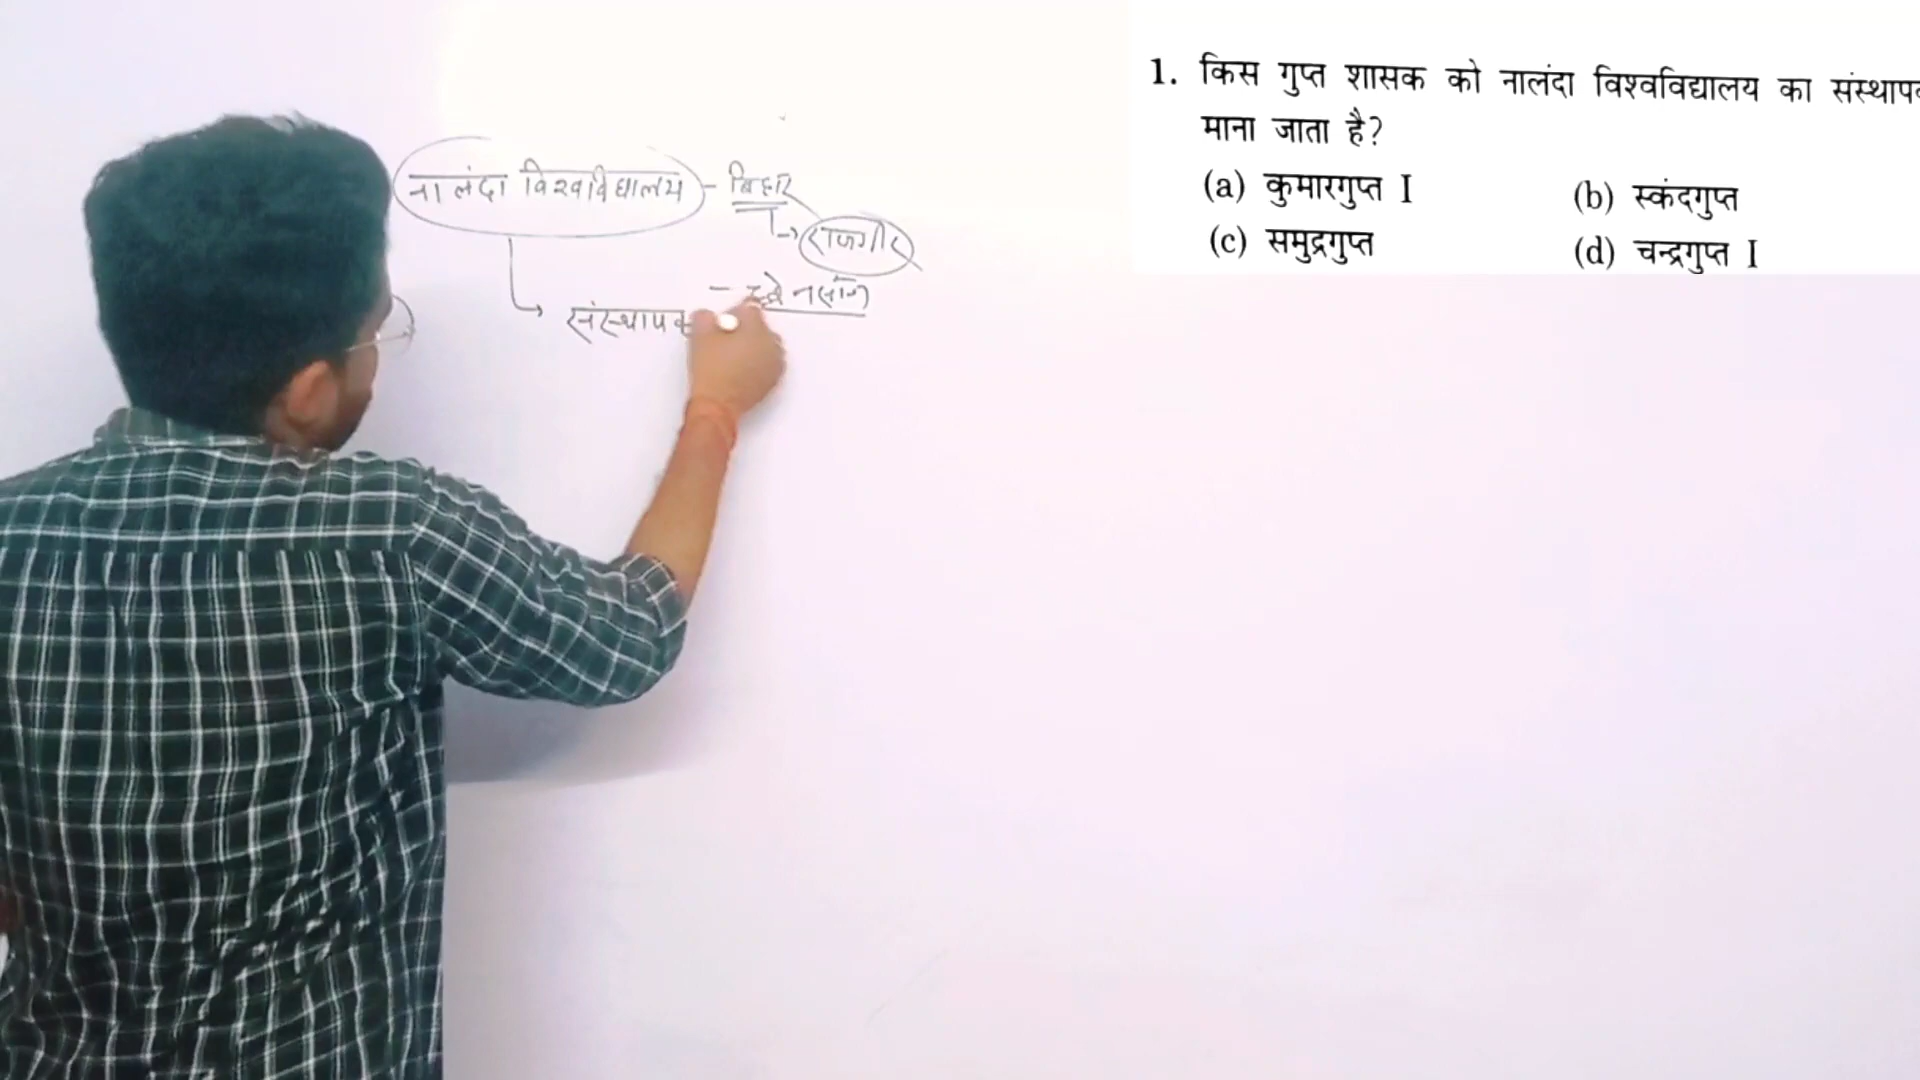 नालंदा विश्वविद्यालय - बिहार
→ राजगीर
→ संस्थापक
1. किस गुप्त शासक को नालंदा विश्वविद्यालय का संस्थापक
माना जाता है?
(a) कुमारगुप्त I (b) स्कंदगुप्त
(c) समुद्रगुप्त (d) चन्द्रगुप्त I